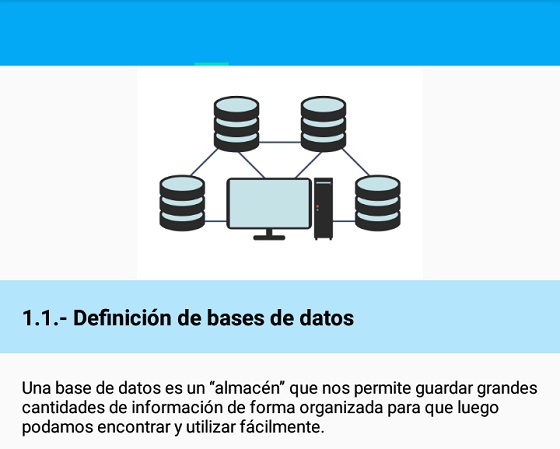 1.1.- Definición de bases de datos
Una base de datos es un “almacén” que nos permite guardar grandes
cantidades de información de forma organizada para que luego
podamos encontrar y utilizar fácilmente.